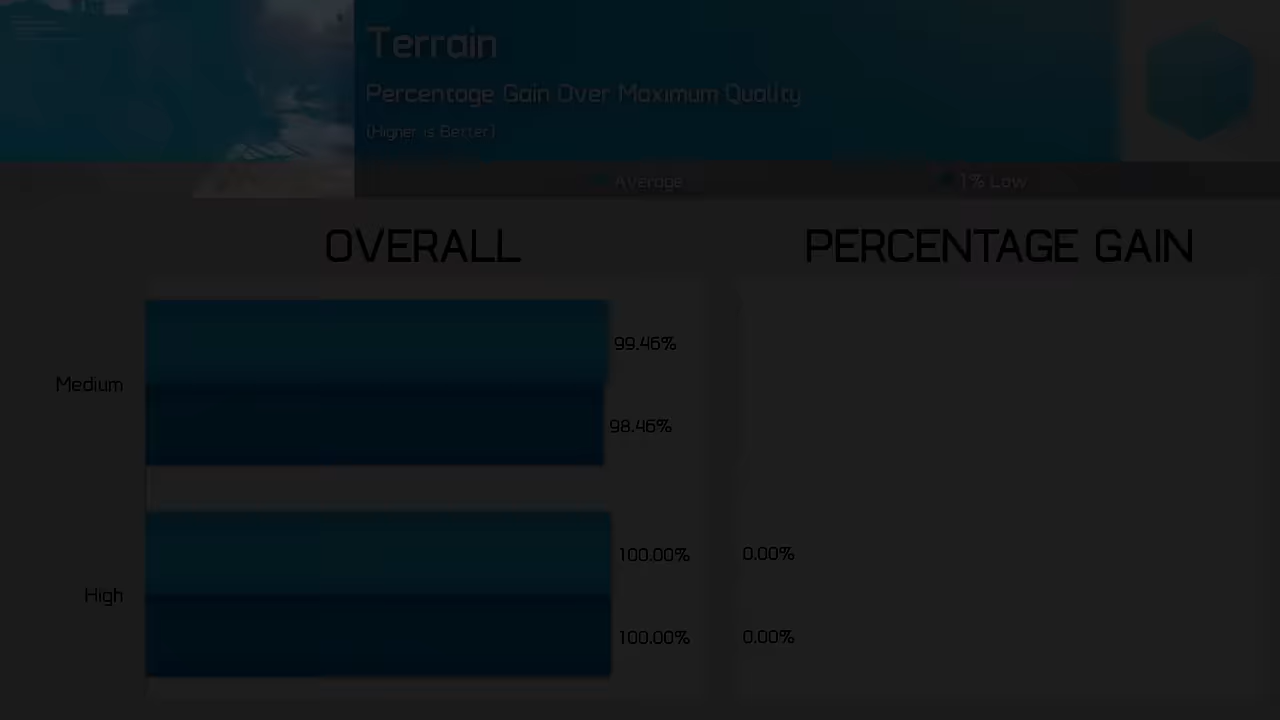 Terrain
Percentage Gain Over Maximum Quality
(Higher is Better)
Average
1% Low
OVERALL
PERCENTAGE GAIN
Medium
99.46%
98.46%
High
100.00%
0.00%
100.00%
0.00%